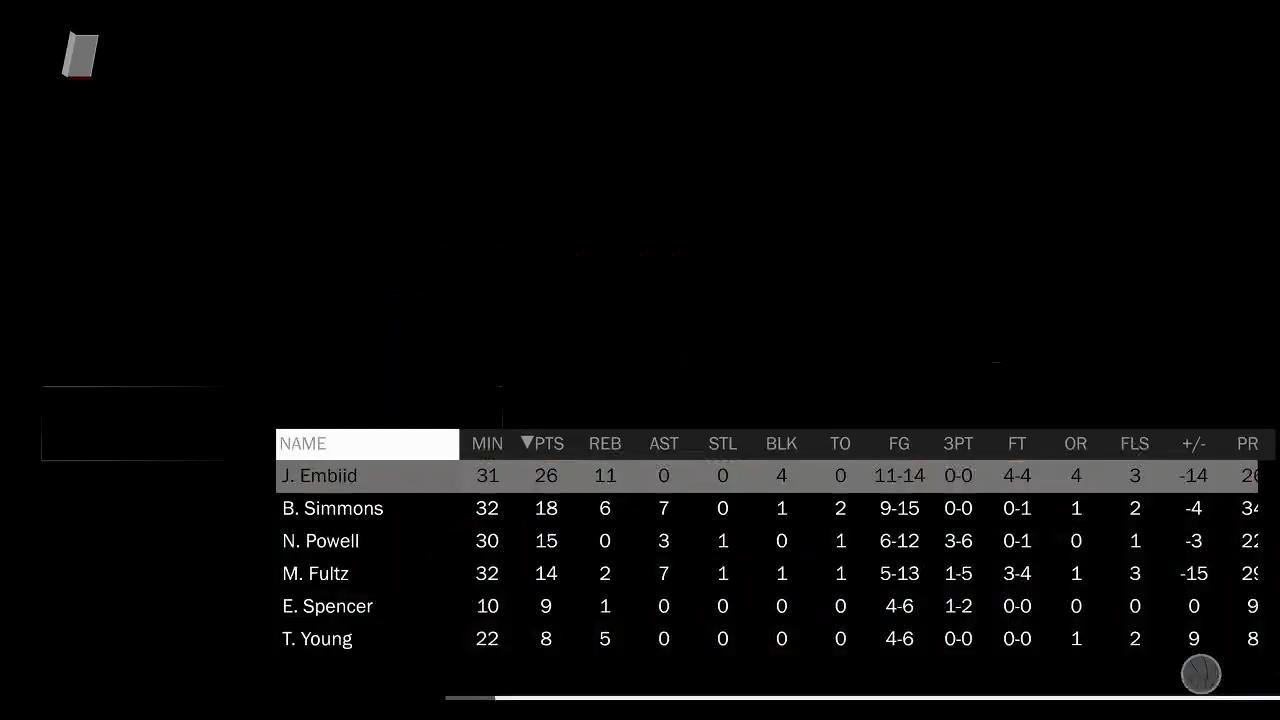 NAME MIN ▼PTS REB AST STL BLK TO FG 3PT FT OR FLS +/- PR
J. Embiid 31 26 11 0 0 4 0 11-14 0-0 4-4 4 3 -14 26
B. Simmons 32 18 6 7 0 1 2 9-15 0-0 0-1 1 2 -4 34
N. Powell 30 15 0 3 1 0 1 6-12 3-6 0-1 0 1 -3 22
M. Fultz 32 14 2 7 1 1 1 5-13 1-5 3-4 1 3 -15 29
E. Spencer 10 9 1 0 0 0 0 4-6 1-2 0-0 0 0 0 9
T. Young 22 8 5 0 0 0 0 4-6 0-0 0-0 1 2 9 8